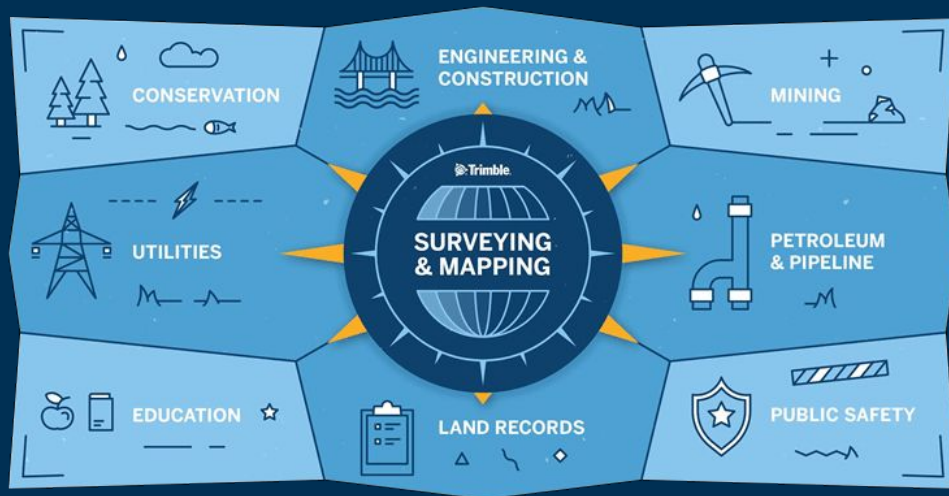 CONSERVATION
ENGINEERING &
CONSTRUCTION
MINING
UTILITIES
Trimble
SURVEYING
& MAPPING
PETROLEUM
& PIPELINE
EDUCATION
LAND RECORDS
PUBLIC SAFETY